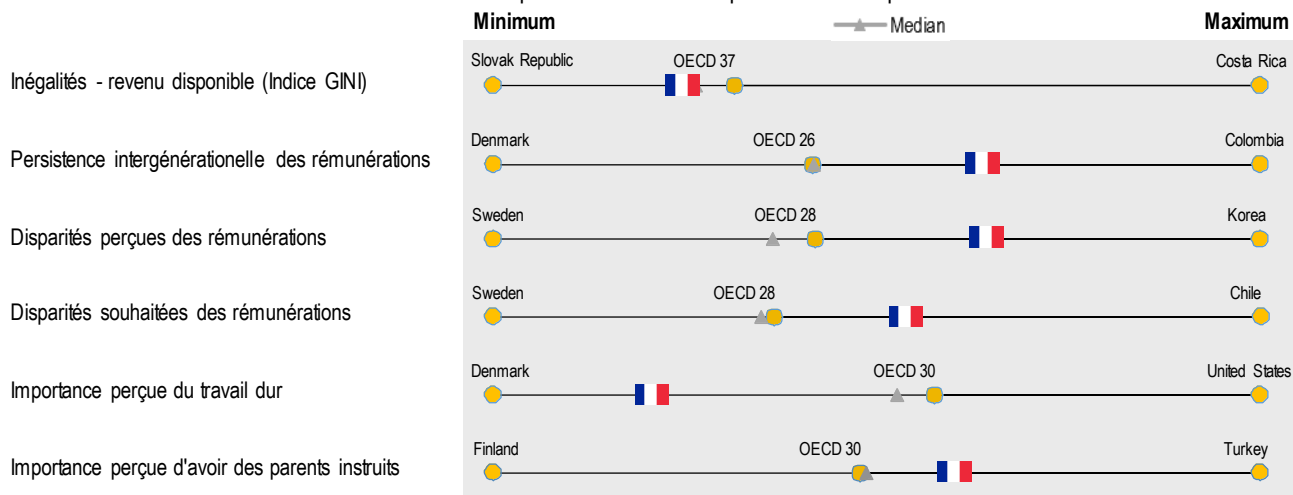 Minimum
Median
Maximum
Inégalités - revenu disponible (Indice GINI)
Slovak Republic
OECD 37
Costa Rica
Persistence intergénérationelle des rémunérations
Denmark
OECD 26
Colombia
Disparités perçues des rémunérations
Sweden
OECD 28
Korea
Disparités souhaitées des rémunérations
Sweden
OECD 28
Chile
Importance perçue du travail dur
Denmark
OECD 30
United States
Importance perçue d'avoir des parents instruits
Finland
OECD 30
Turkey